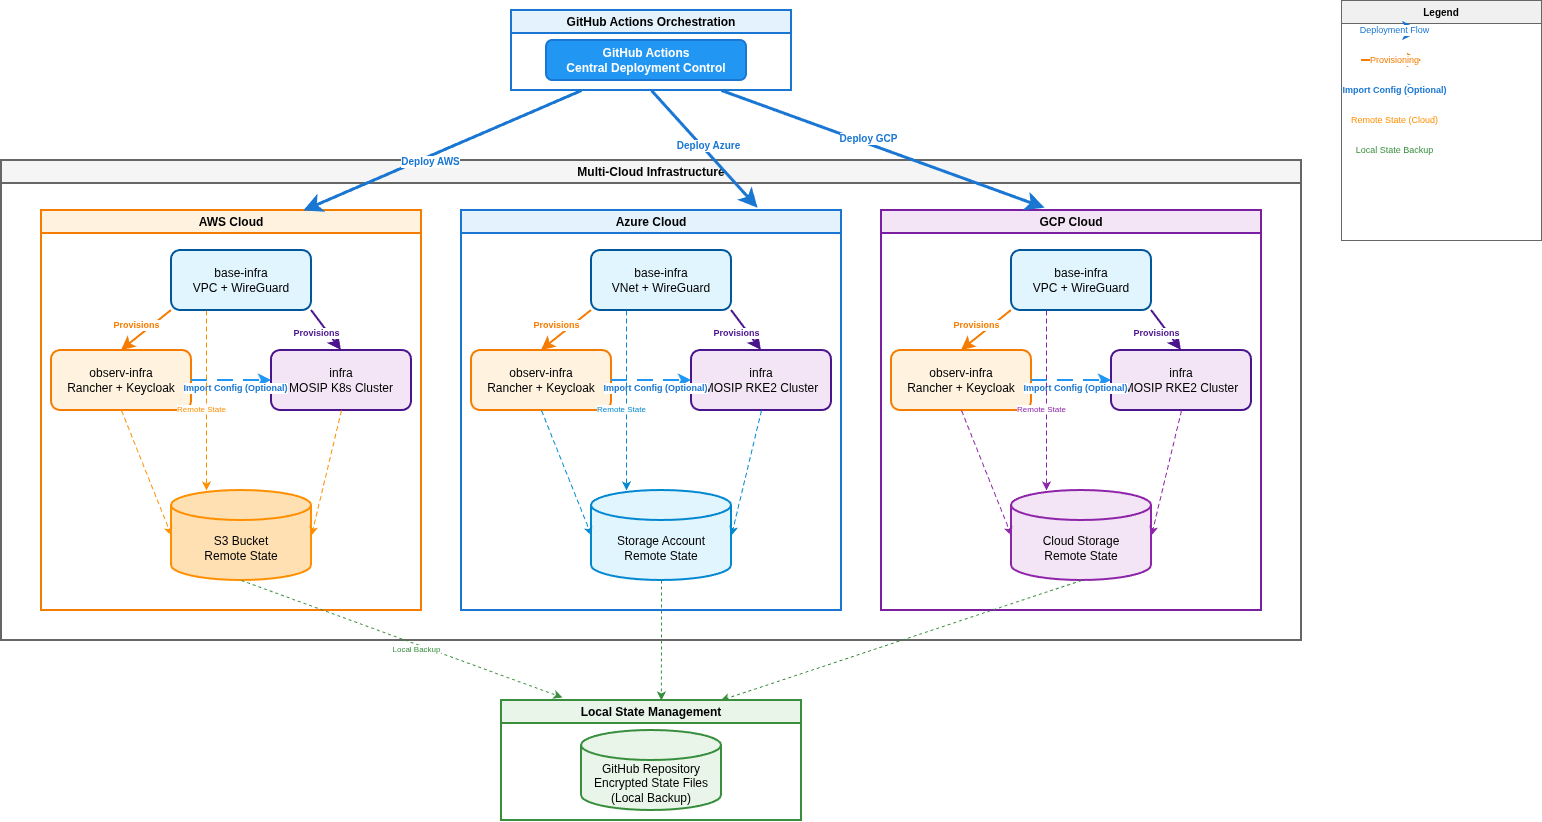 GitHub Actions Orchestration
GitHub Actions
Central Deployment Control
Legend
Deployment Flow
Provisioning
Import Config (Optional)
Remote State (Cloud)
Local State Backup
Deploy AWS
Deploy Azure
Deploy GCP
Multi-Cloud Infrastructure
AWS Cloud
base-infra
VPC + WireGuard
Provisions
Provisions
observ-infra
Rancher + Keycloak
Import Config (Optional)
infra
MOSIP K8s Cluster
Remote State
S3 Bucket
Remote State
Azure Cloud
base-infra
VNet + WireGuard
Provisions
Provisions
observ-infra
Rancher + Keycloak
Import Config (Optional)
infra
MOSIP RKE2 Cluster
Remote State
Storage Account
Remote State
GCP Cloud
base-infra
VPC + WireGuard
Provisions
Provisions
observ-infra
Rancher + Keycloak
Import Config (Optional)
infra
MOSIP RKE2 Cluster
Remote State
Cloud Storage
Remote State
Local Backup
Local State Management
GitHub Repository
Encrypted State Files
(Local Backup)